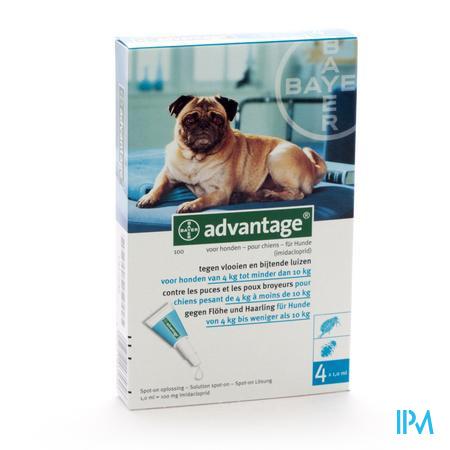 BAYER
BAYER
BAYER
BAYER
advantage®
100
voor honden – pour chiens – für Hunde
(imidacloprid)
tegen vlooien en bijtende luizen
voor honden van 4 kg tot minder dan 10 kg
contre les puces et les poux broyeurs pour
chiens pesant de 4 kg à moins de 10 kg
gegen Flöhe und Haarling für Hunde
von 4 kg bis weniger als 10 kg
4 x 1,0 ml
Spot-on oplossing – Solution spot-on – Spot-on Lösung
1,0 ml = 100 mg imidacloprid
IPM